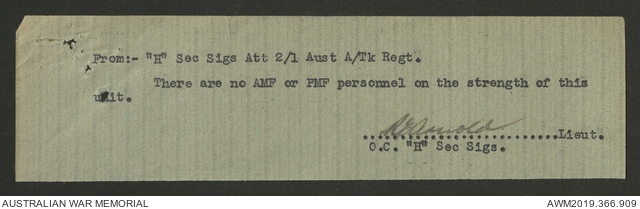 From:- "H" Sec Sigs Att 2/1 Aust A/Tk Regt.
There are no AMF or PMF personnel on the strength of this
unit.
..............................Lieut.
O.C. "H" Sec Sigs.
AUSTRALIAN WAR MEMORIAL
AWM2019.366.909